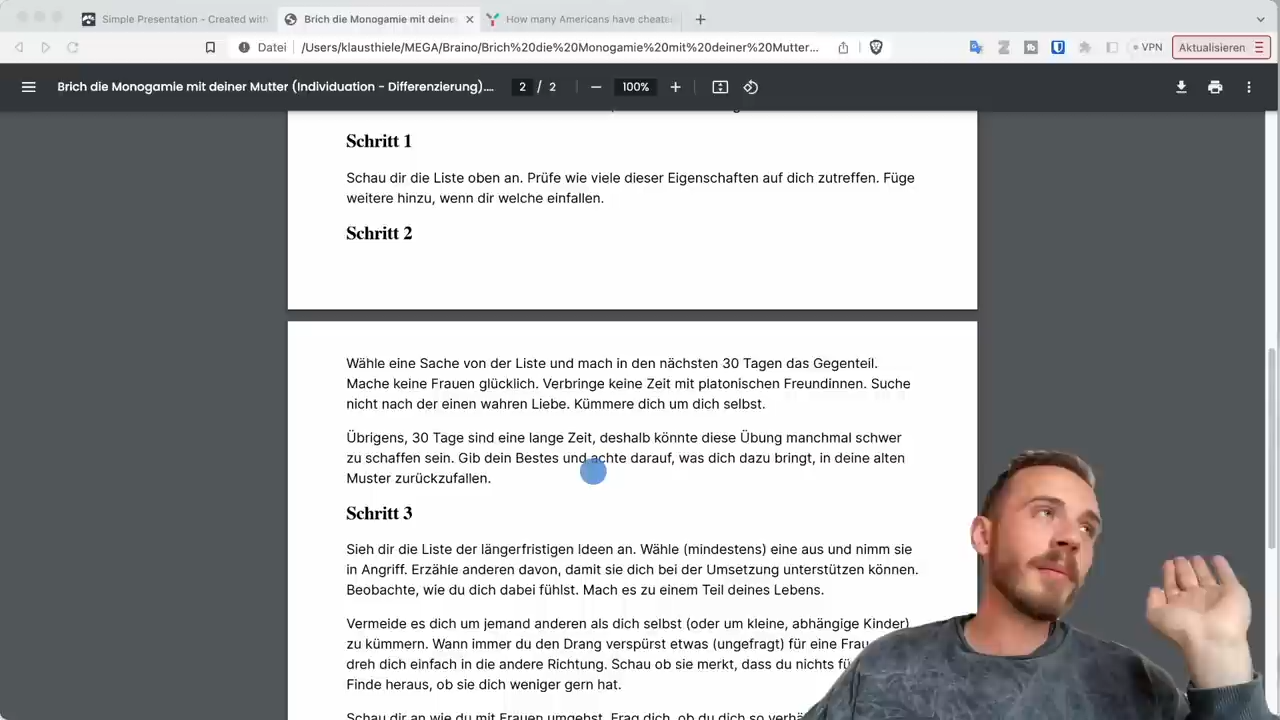 Simple Presentation - Created with
Brich die Monogamie mit deine
How many Americans have cheate
Datei
/Users/klausthiele/MEGA/Braino/Brich%20die%20Monogamie%20mit%20deiner%20Mutter...
VPN
Aktualisieren
Brich die Monogamie mit deiner Mutter (Individuation - Differenzierung)....
2 / 2
100%
Schritt 1
Schau dir die Liste oben an. Prüfe wie viele dieser Eigenschaften auf dich zutreffen. Füge
weitere hinzu, wenn dir welche einfallen.
Schritt 2
Wähle eine Sache von der Liste und mach in den nächsten 30 Tagen das Gegenteil.
Mache keine Frauen glücklich. Verbringe keine Zeit mit platonischen Freundinnen. Suche
nicht nach der einen wahren Liebe. Kümmere dich um dich selbst.
Übrigens, 30 Tage sind eine lange Zeit, deshalb könnte diese Übung manchmal schwer
zu schaffen sein. Gib dein Bestes und achte darauf, was dich dazu bringt, in deine alten
Muster zurückzufallen.
Schritt 3
Sieh dir die Liste der längerfristigen Ideen an. Wähle (mindestens) eine aus und nimm sie
in Angriff. Erzähle anderen davon, damit sie dich bei der Umsetzung unterstützen können.
Beobachte, wie du dich dabei fühlst. Mach es zu einem Teil deines Lebens.
Vermeide es dich um jemand anderen als dich selbst (oder um kleine, abhängige Kinder)
zu kümmern. Wann immer du den Drang verspürst etwas (ungefragt) für eine Frau
dreh dich einfach in die andere Richtung. Schau ob sie merkt, dass du nichts fü
Finde heraus, ob sie dich weniger gern hat.
Schau dir an wie du mit Frauen umgehst. Frag dich, ob du dich so verhä